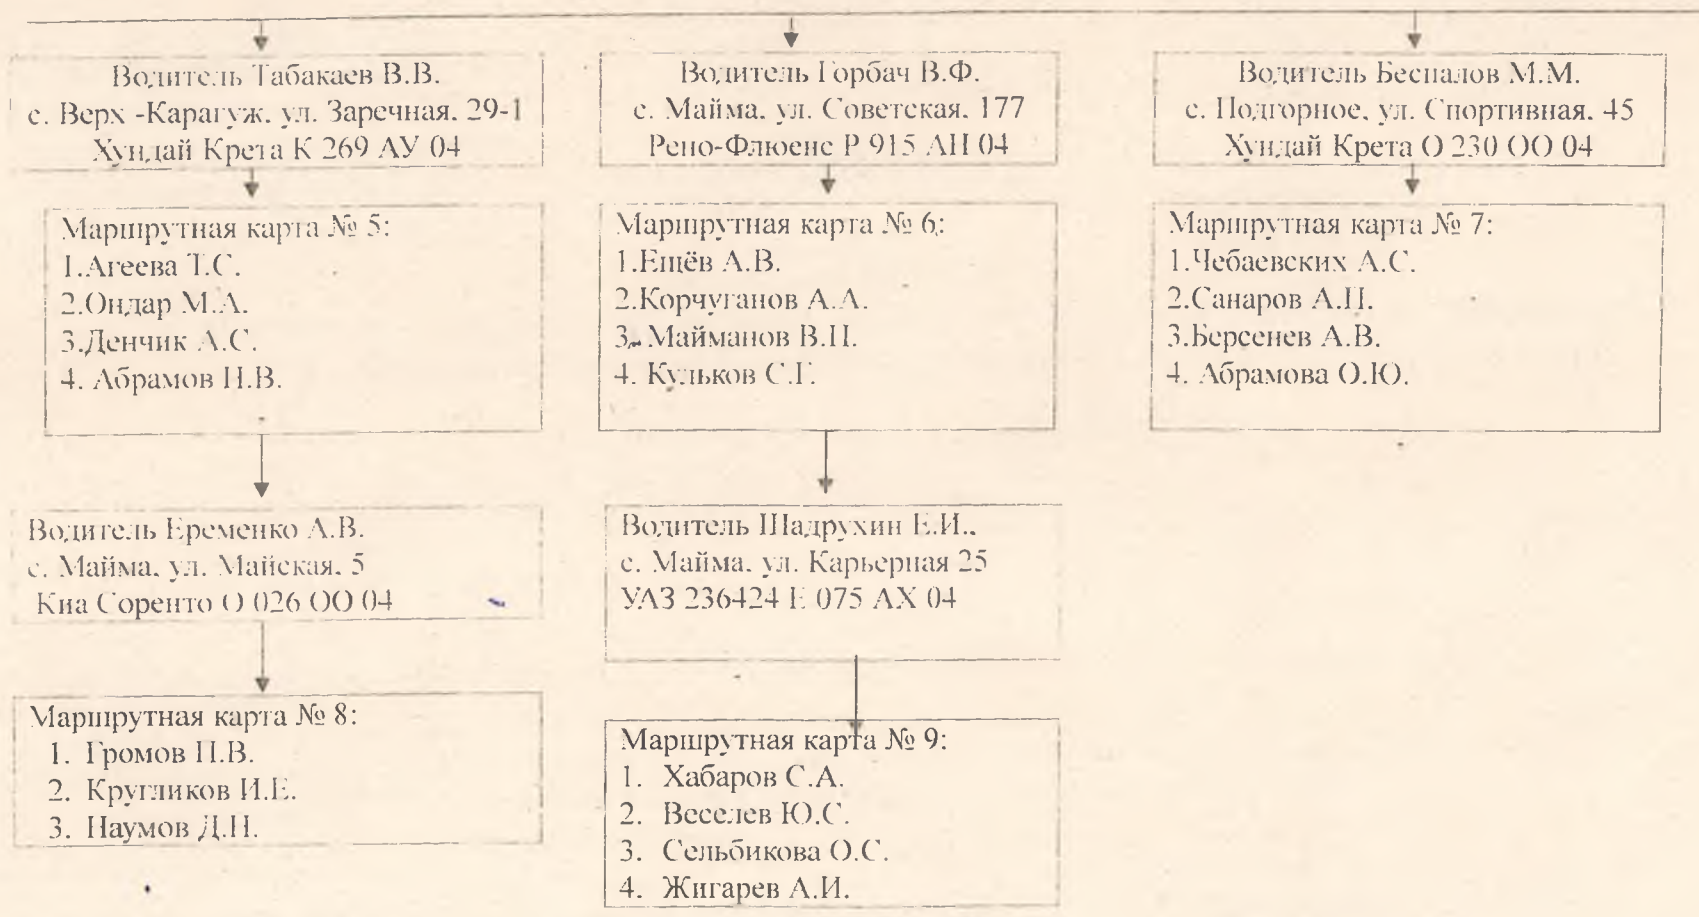 Водитель Табакаев В.В.
с. Верх -Карагуж, ул. Заречная, 29-1
Хундай Крета К 269 АУ 04
Маршрутная карта № 5:
1.Агеева Т.С.
2.Ондар М.А.
3.Денчик А.С.
4. Абрамов Н.В.
Водитель Еременко А.В.
с. Майма, ул. Майская, 5
Киа Соренто О 026 ОО 04
Маршрутная карта № 8:
1. Громов П.В.
2. Кругликов И.Е.
3. Наумов Д.Н.
Водитель Горбач В.Ф.
с. Майма, ул. Советская, 177
Рено-Флюенс Р 915 АН 04
Маршрутная карта № 6:
1.Ещёв А.В.
2.Корчуганов А.А.
3. Майманов В.П.
4. Кульков С.Г.
Водитель Шадрухин Е.И.,
с. Майма, ул. Карьерная 25
УАЗ 236424 Е 075 АХ 04
Маршрутная карта № 9:
1. Хабаров С.А.
2. Веселев Ю.С.
3. Сельбикова О.С.
4. Жигарев А.И.
Водитель Беспалов М.М.
с. Подгорное, ул. Спортивная, 45
Хундай Крета О 230 ОО 04
Маршрутная карта № 7:
1.Чебаевских А.С.
2.Санаров А.П.
3.Берсенев А.В.
4. Абрамова О.Ю.